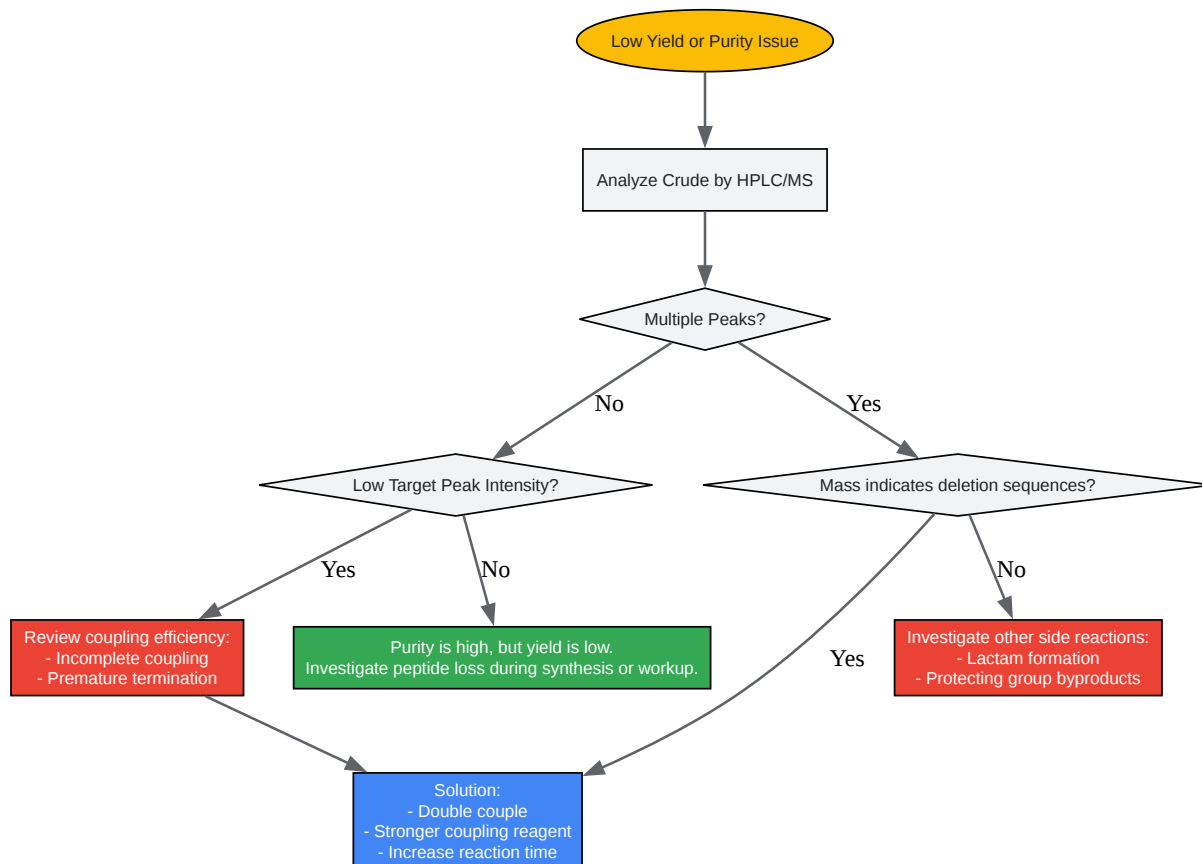 Low Yield or Purity Issue
Analyze Crude by HPLC/MS
Multiple Peaks?
No
Yes
Low Target Peak Intensity?
Mass indicates deletion sequences?
Yes
No
No
Review coupling efficiency:
- Incomplete coupling
- Premature termination
Purity is high, but yield is low.
Investigate peptide loss during synthesis or workup.
Yes
Investigate other side reactions:
- Lactam formation
- Protecting group byproducts
Solution:
- Double couple
- Stronger coupling reagent
- Increase reaction time